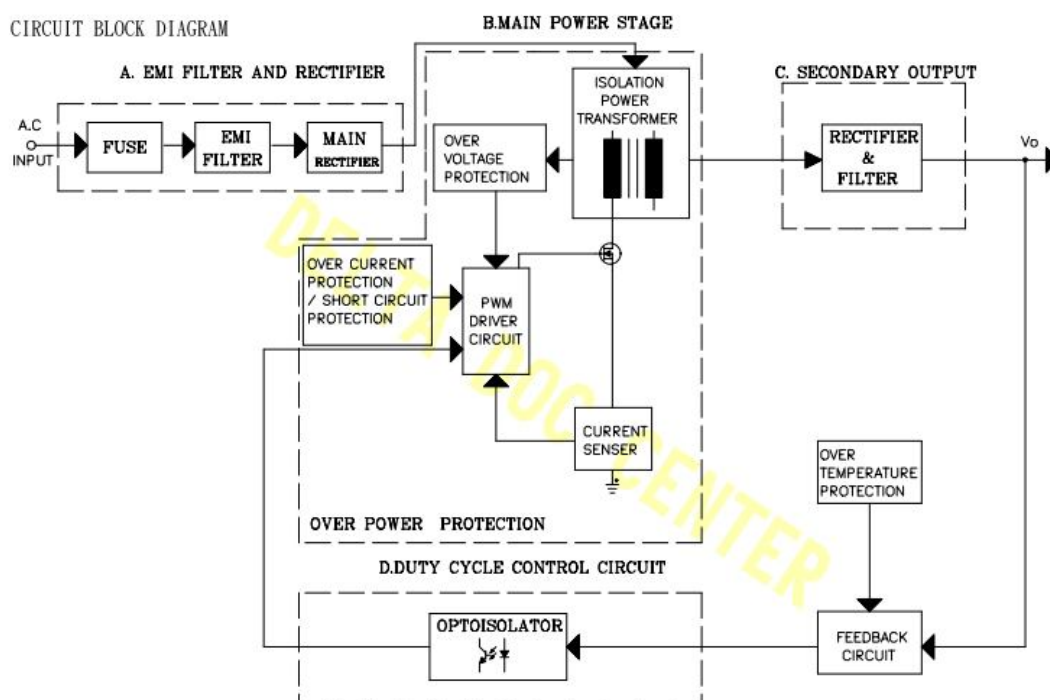 CIRCUIT BLOCK DIAGRAM
B.MAIN POWER STAGE
A. EMI FILTER AND RECTIFIER
C. SECONDARY OUTPUT
A.C
INPUT
FUSE
EMI
FILTER
MAIN
RECTIFIER
OVER
VOLTAGE
PROTECTION
ISOLATION
POWER
TRANSFORMER
RECTIFIER
&
FILTER
Vo
OVER CURRENT
PROTECTION
/ SHORT CIRCUIT
PROTECTION
PWM
DRIVER
CIRCUIT
CURRENT
SENSER
OVER
TEMPERATURE
PROTECTION
OVER POWER PROTECTION
D.DUTY CYCLE CONTROL CIRCUIT
OPTOISOLATOR
FEEDBACK
CIRCUIT
DELTA DOC CENTER